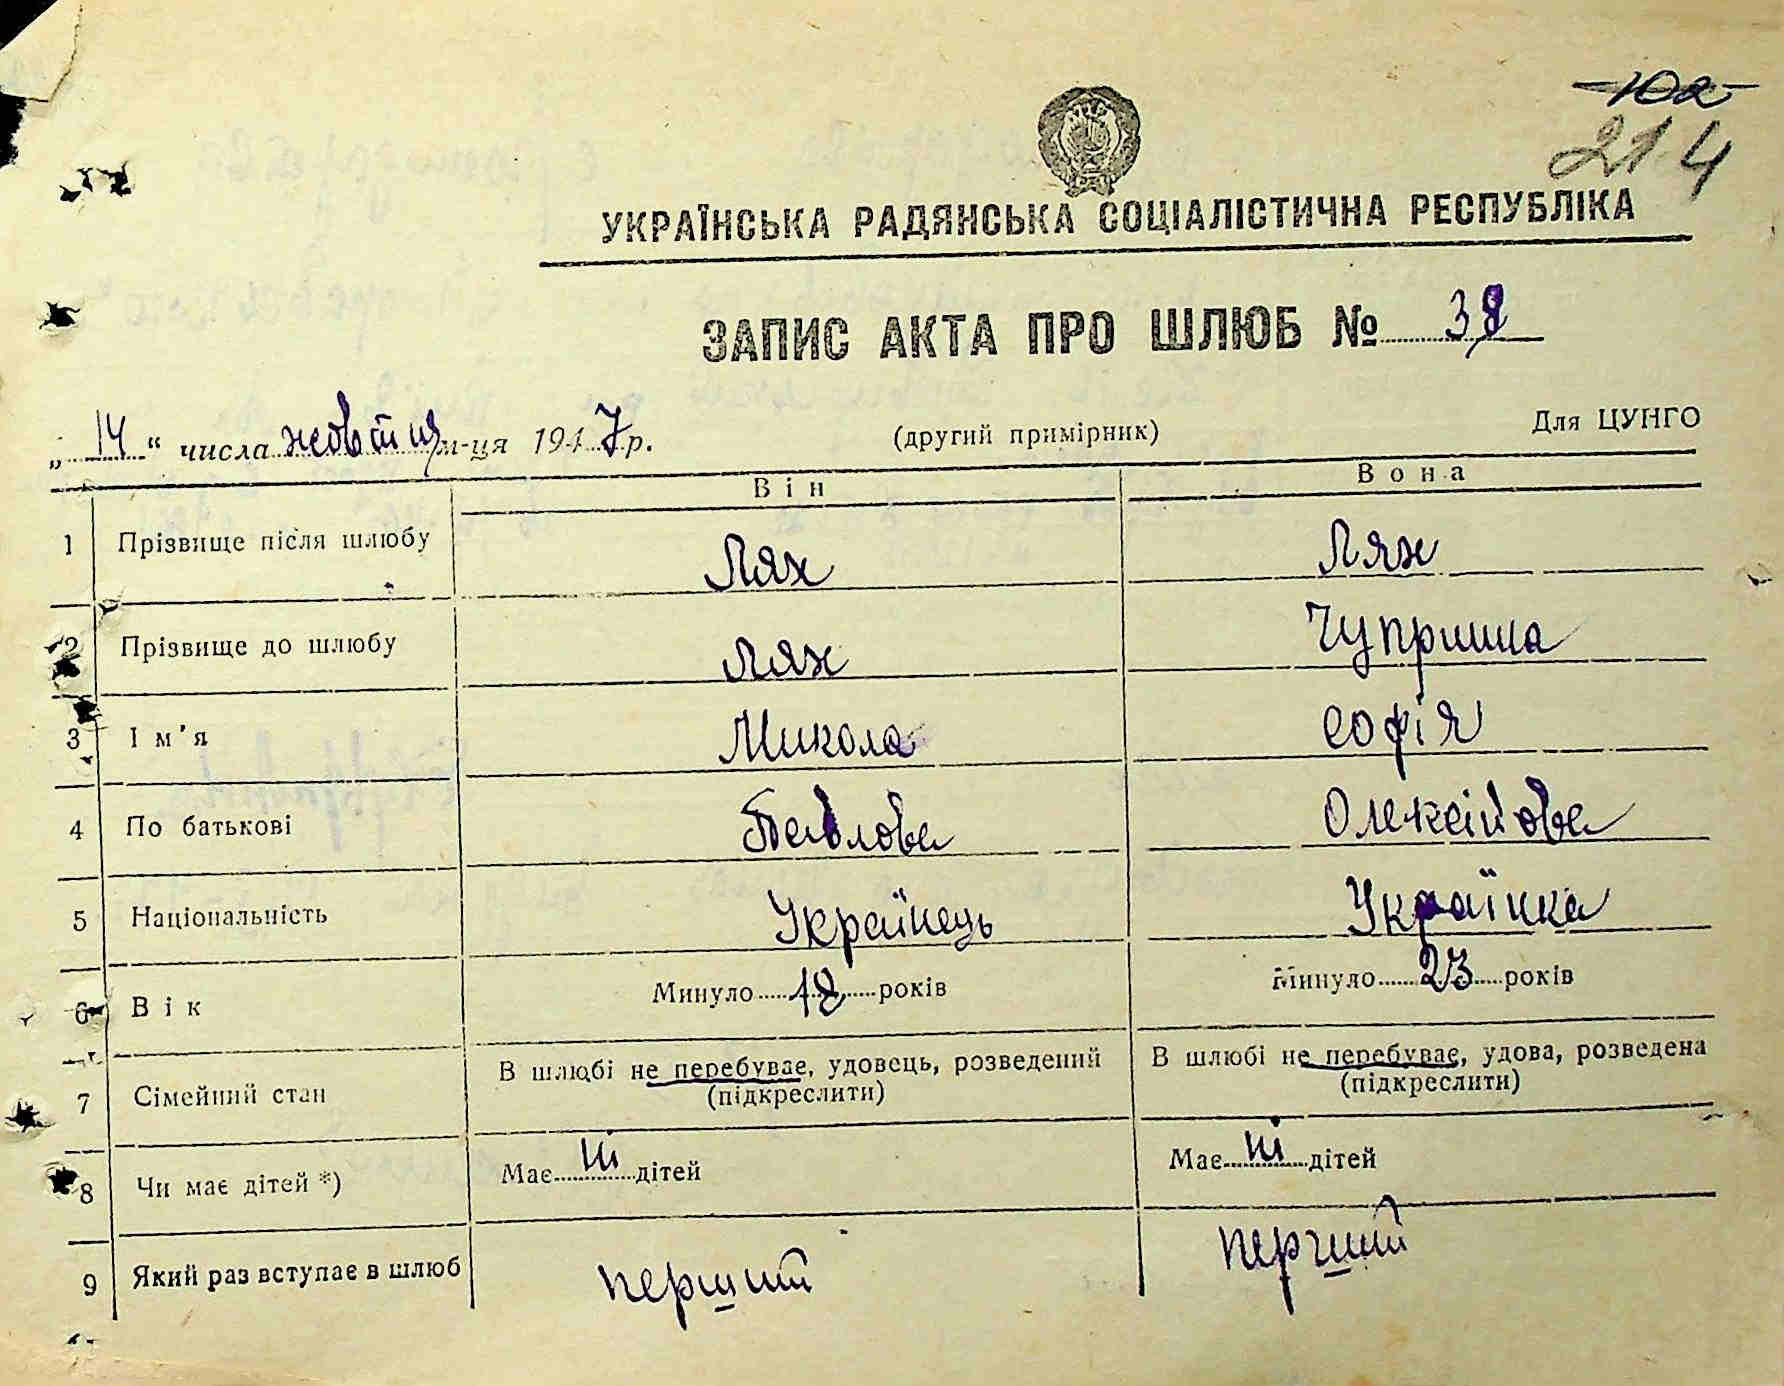 102
214
УКРАЇНСЬКА РАДЯНСЬКА СОЦІАЛІСТИЧНА РЕСПУБЛІКА
ЗАПИС АКТА ПРО ШЛЮБ № 38
„ 14 “ числа жовтня м-ця 1947 р. (другий примірник) Для ЦУНГО
Він Вона
1 Прізвище після шлюбу Лях Лях
2 Прізвище до шлюбу Лях Чуприна
3 Ім'я Микола Софія
4 По батькові Павлове Олексійове
5 Національність Українець Українка
6 Вік Минуло 18 років Минуло 23 років
7 Сімейний стан В шлюбі не перебуває, удовець, розведений В шлюбі не перебуває, удова, розведена
(підкреслити) (підкреслити)
8 Чи має дітей *) Має ні дітей Має ні дітей
9 Який раз вступає в шлюб перший перший